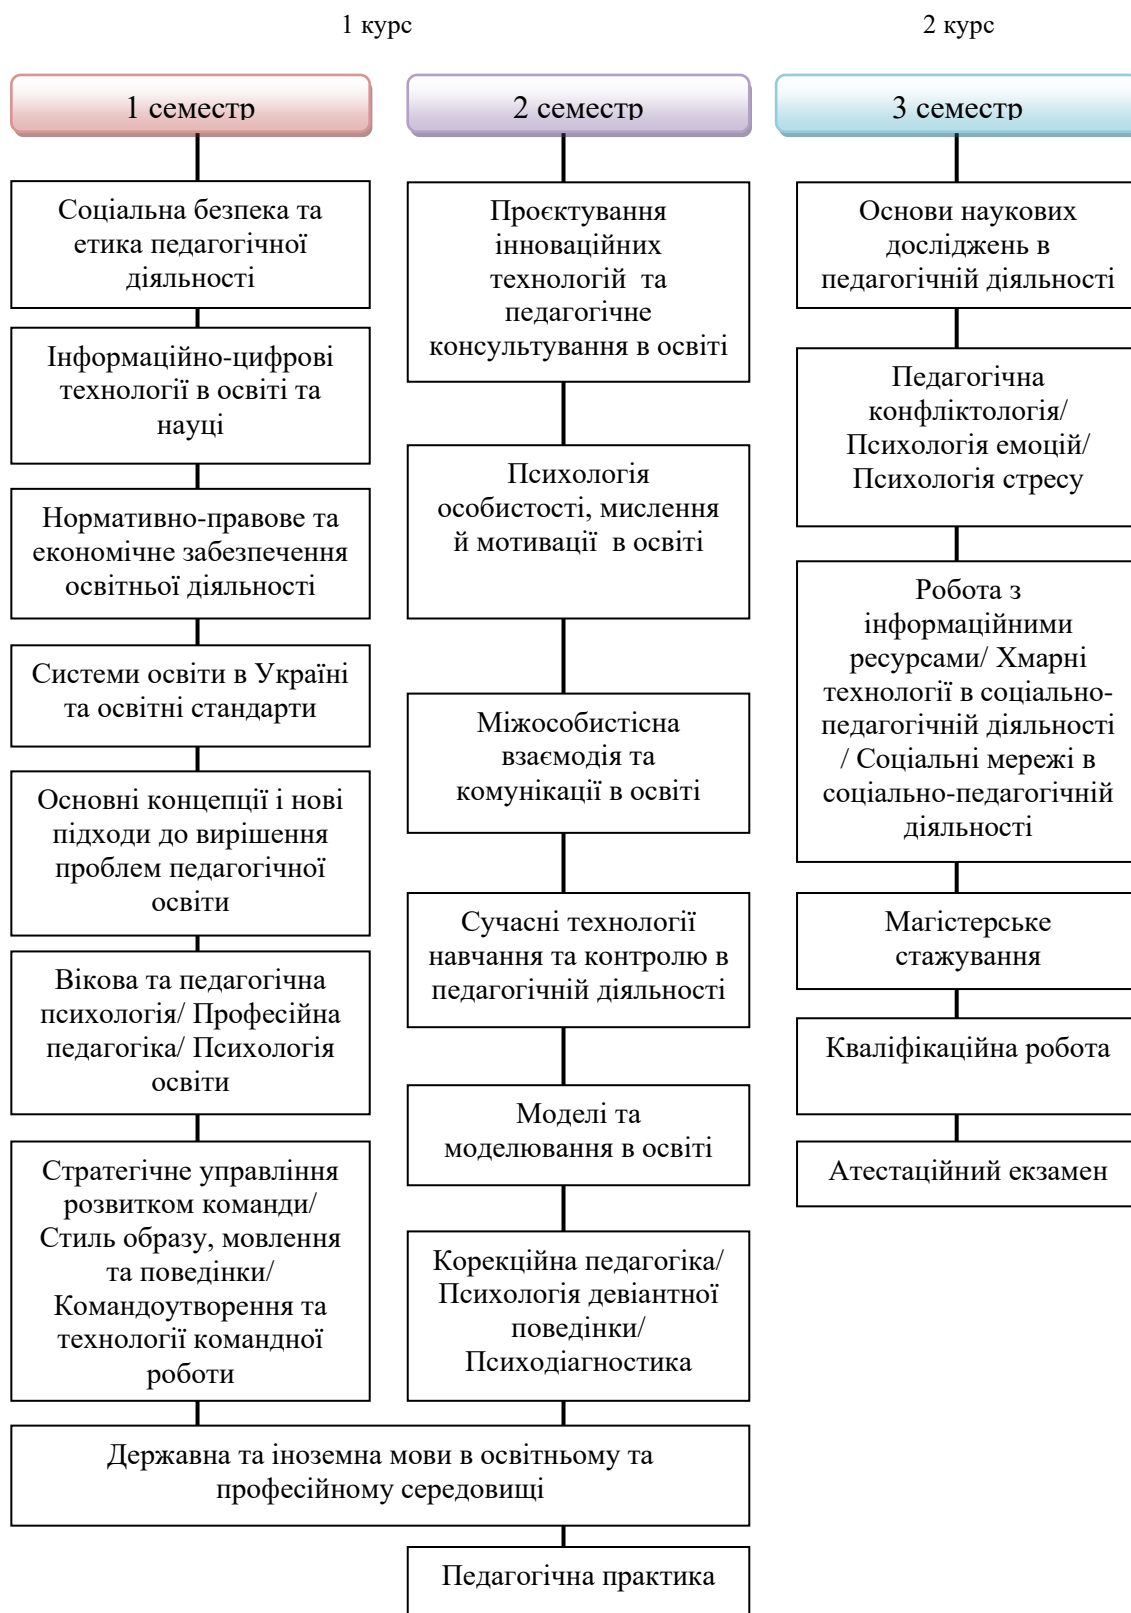 1 курс
2 курс
1 семестр
2 семестр
3 семестр
Соціальна безпека та
етика педагогічної
діяльності
Інформаційно-цифрові
технології в освіті та
науці
Нормативно-правове та
економічне забезпечення
освітньої діяльності
Системи освіти в Україні
та освітні стандарти
Основні концепції і нові
підходи до вирішення
проблем педагогічної
освіти
Вікова та педагогічна
психологія/ Професійна
педагогіка/ Психологія
освіти
Стратегічне управління
розвитком команди/
Стиль образу, мовлення
та поведінки/
Командоутворення та
технології командної
роботи
Проєктування
інноваційних
технологій та
педагогічне
консультування в освіті
Психологія
особистості, мислення
й мотивації в освіті
Міжособистісна
взаємодія та
комунікації в освіті
Сучасні технології
навчання та контролю в
педагогічній діяльності
Моделі та
моделювання в освіті
Корекційна педагогіка/
Психологія девіантної
поведінки/
Психодіагностика
Державна та іноземна мови в освітньому та
професійному середовищі
Педагогічна практика
Основи наукових
досліджень в
педагогічній діяльності
Педагогічна
конфліктологія/
Психологія емоцій/
Психологія стресу
Робота з
інформаційними
ресурсами/ Хмарні
технології в соціально-
педагогічній діяльності
/ Соціальні мережі в
соціально-педагогічній
діяльності
Магістерське
стажування
Кваліфікаційна робота
Атестаційний екзамен